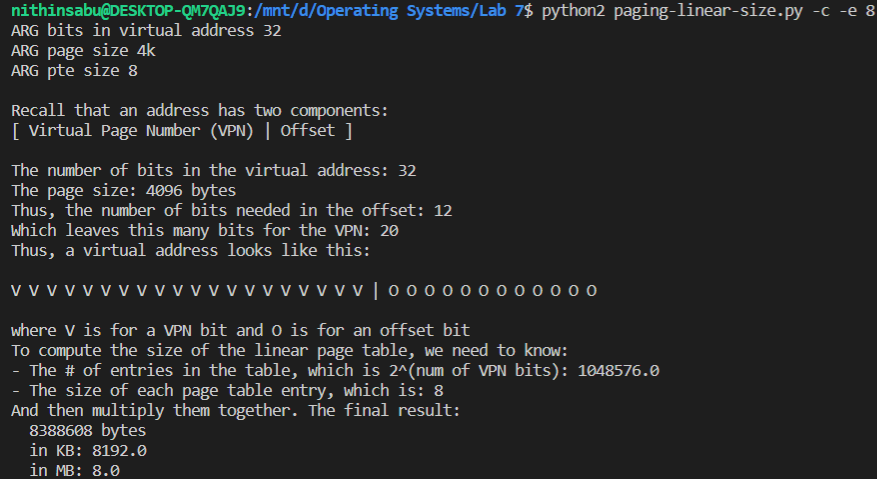 nithinsabu@DESKTOP-QM7QAJ9:/mnt/d/Operating Systems/Lab 7$ python2 paging-linear-size.py -c -e 8
ARG bits in virtual address 32
ARG page size 4k
ARG pte size 8
Recall that an address has two components:
[ Virtual Page Number (VPN) | Offset ]
The number of bits in the virtual address: 32
The page size: 4096 bytes
Thus, the number of bits needed in the offset: 12
Which leaves this many bits for the VPN: 20
Thus, a virtual address looks like this:
V V V V V V V V V V V V V V V V V V V V | O O O O O O O O O O O O
where V is for a VPN bit and O is for an offset bit
To compute the size of the linear page table, we need to know:
- The # of entries in the table, which is 2^(num of VPN bits): 1048576.0
- The size of each page table entry, which is: 8
And then multiply them together. The final result:
8388608 bytes
in KB: 8192.0
in MB: 8.0